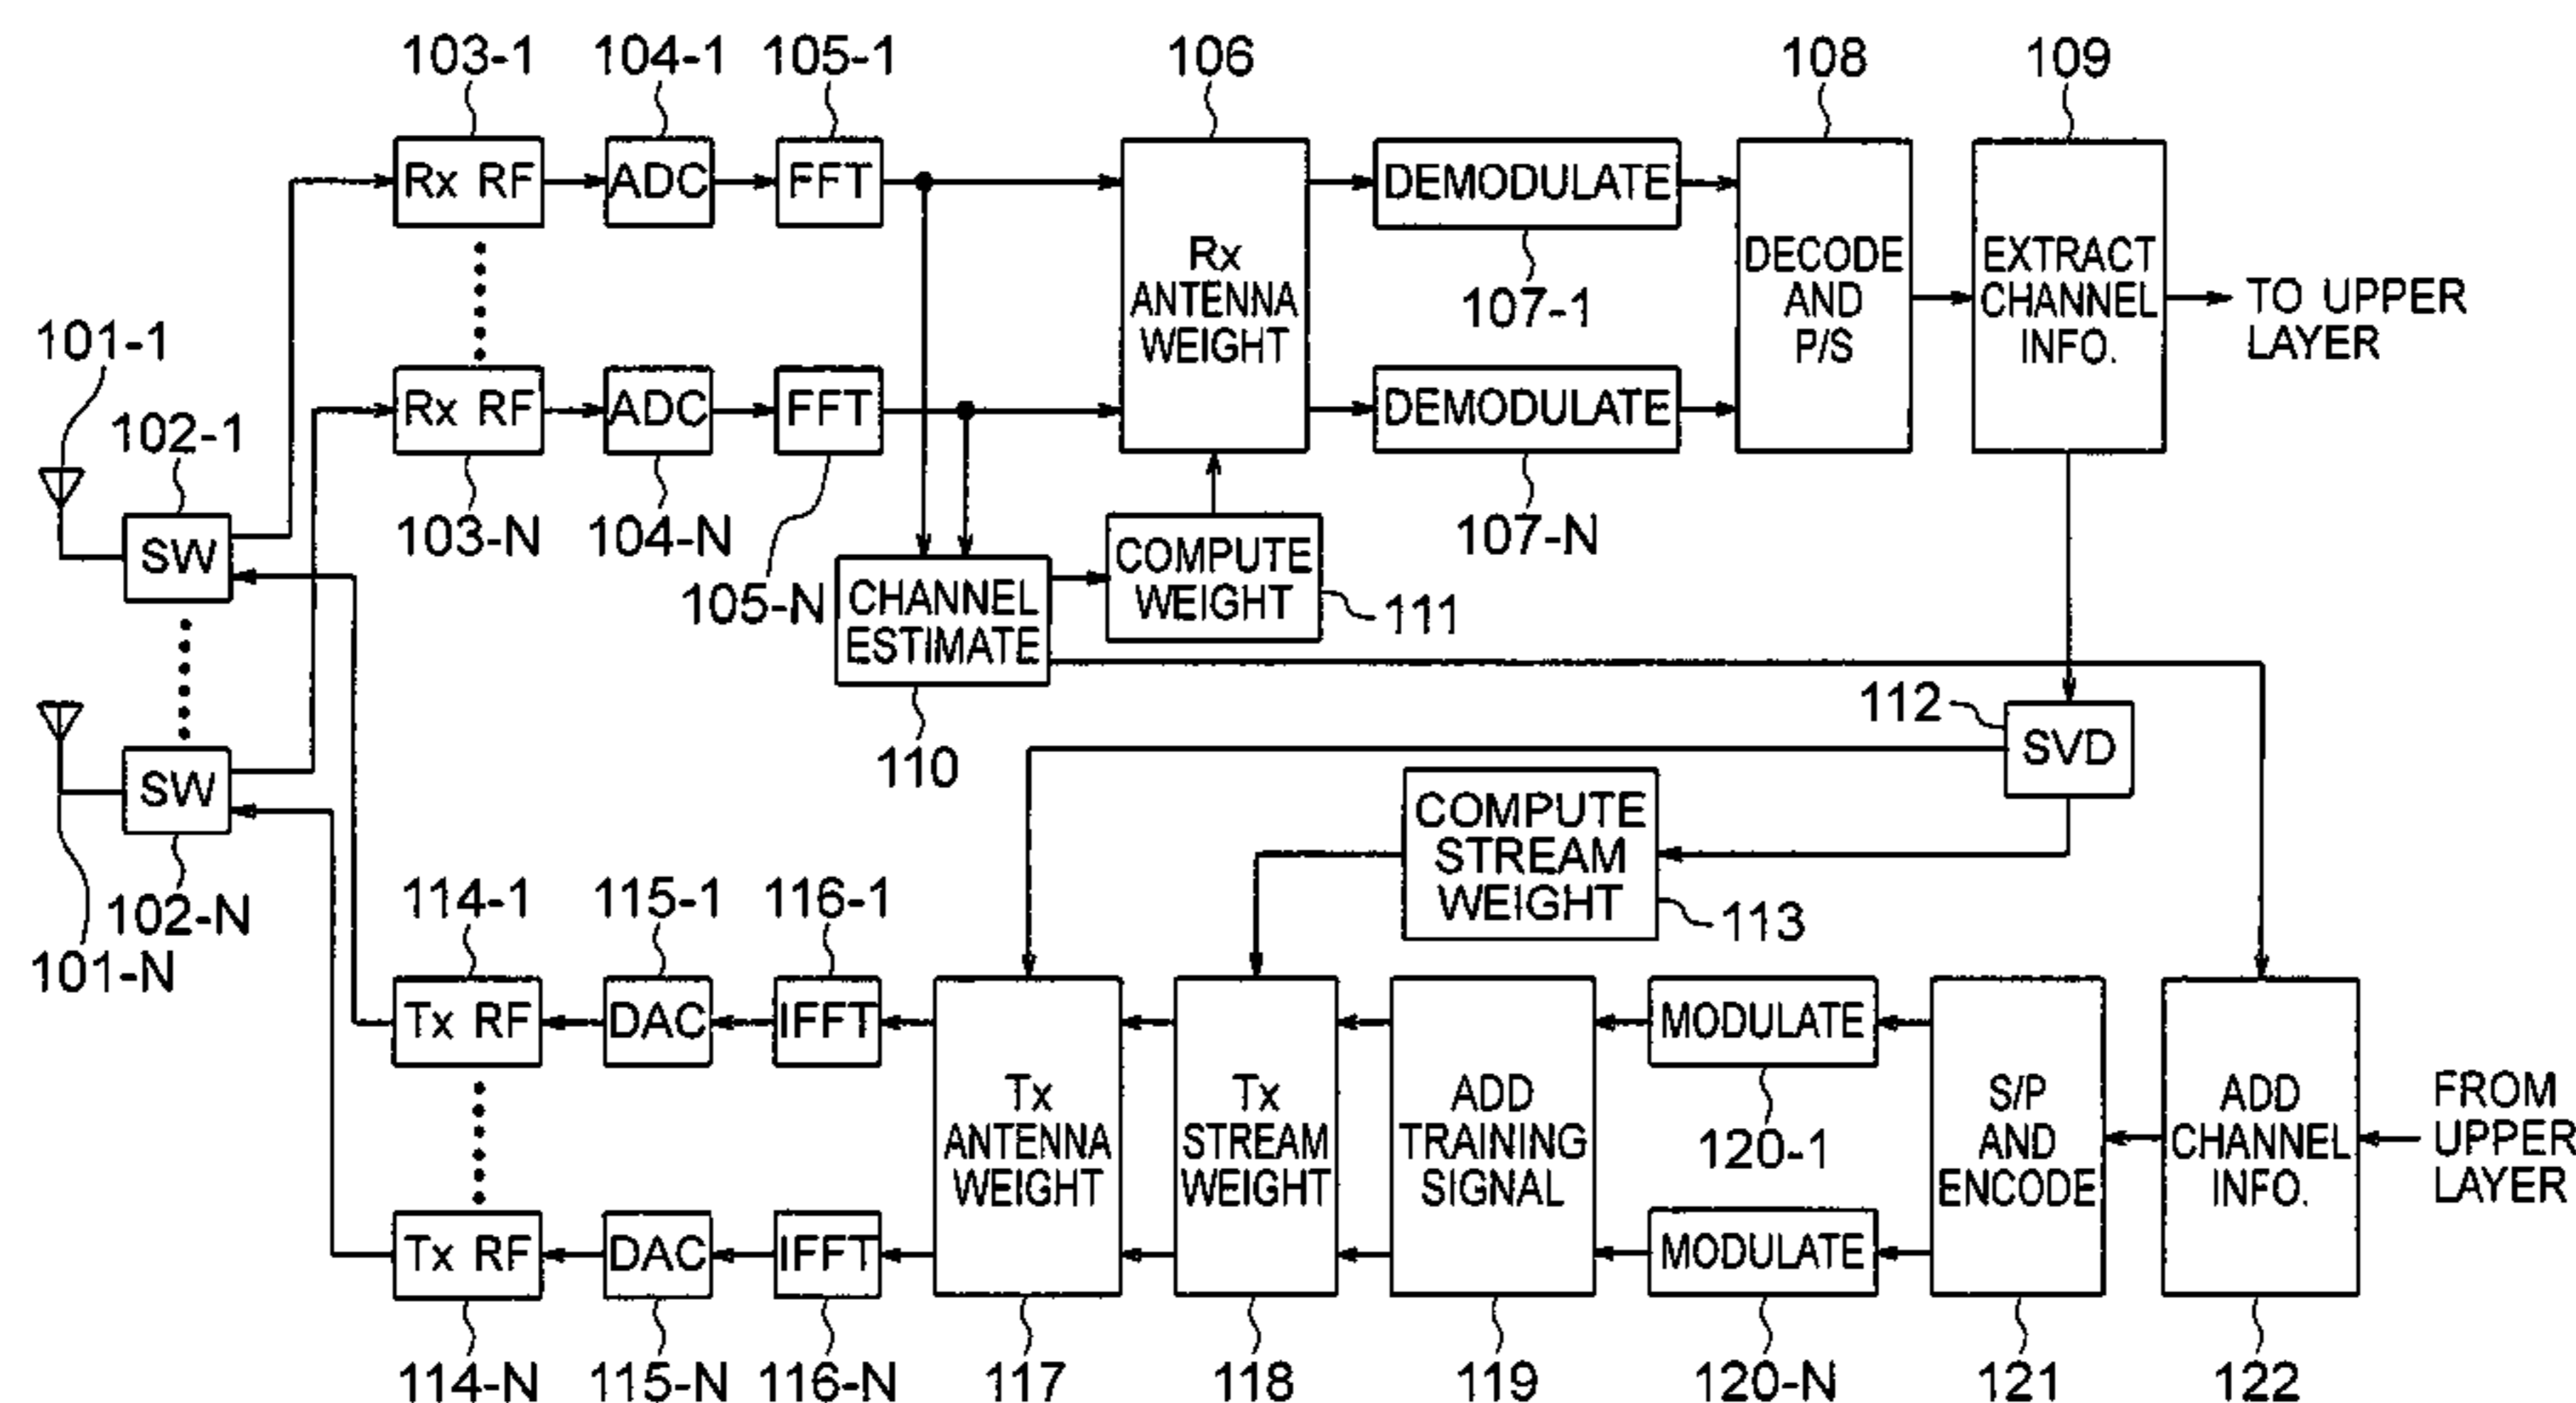 103-1
104-1
105-1
106
108
109
Rx RF
ADC
FFT
Rx
ANTENNA
WEIGHT
DEMODULATE
107-1
DECODE
AND
P/S
EXTRACT
CHANNEL
INFO.
TO UPPER
LAYER
101-1
102-1
Rx RF
ADC
FFT
DEMODULATE
103-N
104-N
105-N
107-N
SW
CHANNEL
ESTIMATE
COMPUTE
WEIGHT
111
110
112
SVD
SW
102-N
101-N
COMPUTE
STREAM
WEIGHT
113
114-1
115-1
116-1
Tx RF
DAC
IFFT
Tx
ANTENNA
WEIGHT
Tx
STREAM
WEIGHT
ADD
TRAINING
SIGNAL
MODULATE
120-1
S/P
AND
ENCODE
ADD
CHANNEL
INFO.
FROM
UPPER
LAYER
Tx RF
DAC
IFFT
MODULATE
114-N
115-N
116-N
117
118
119
120-N
121
122